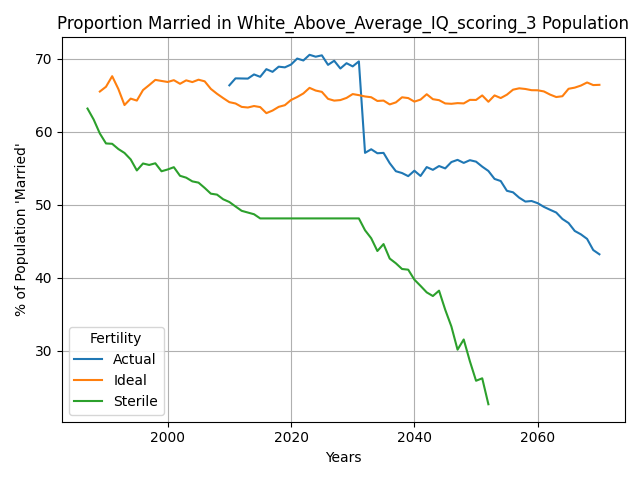 Proportion Married in White_Above_Average_IQ_scoring_3 Population
% of Population 'Married'
70
60
50
40
30
Fertility
Actual
Ideal
Sterile
2000
2020
2040
2060
Years